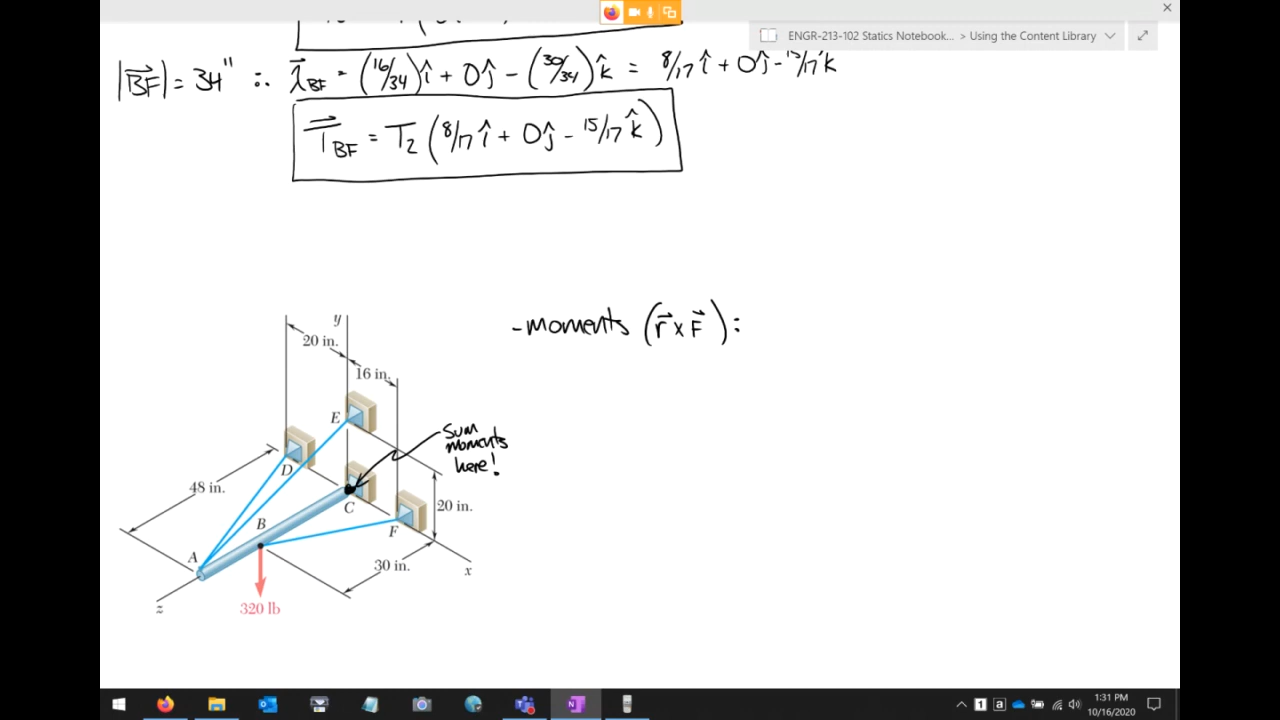 ENGR-213-102 Statics Notebook... > Using the Content Library
|BF| = 34" ∴ λBF = (16/34)î + 0ĵ - (30/34)k̂ = 8/17 î + 0ĵ - 15/17 k̂
TBF = T2 (8/17 î + 0ĵ - 15/17 k̂)
- moments (r⃗ x F⃗):
y
20 in.
16 in.
E
Sum
moments
here!
D
48 in.
C
20 in.
B
F
A
30 in.
x
z
320 lb
1:31 PM
10/16/2020